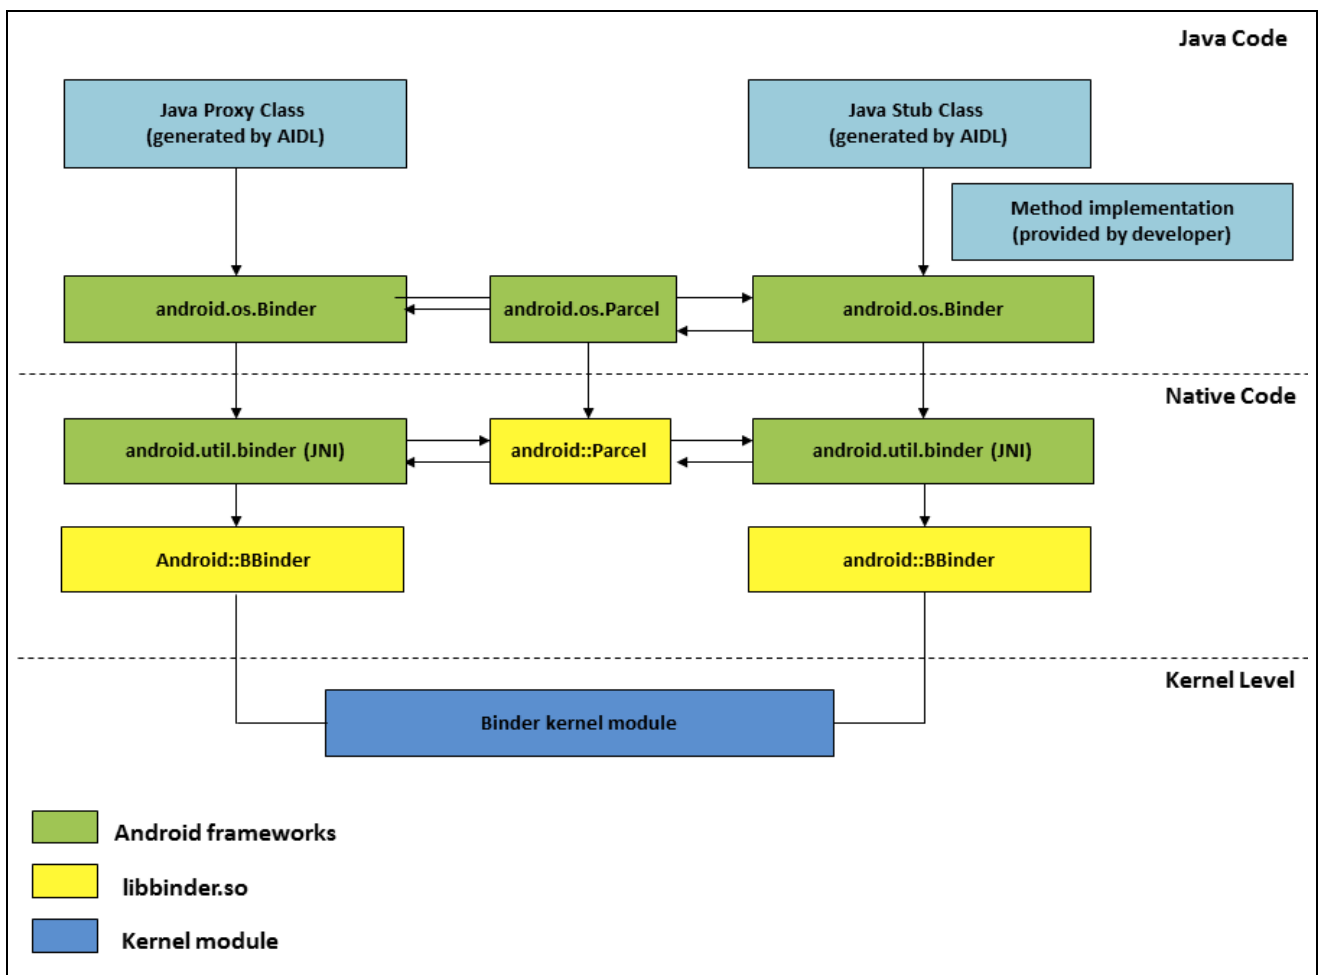 Java Code
Java Proxy Class
(generated by AIDL)
Java Stub Class
(generated by AIDL)
Method implementation
(provided by developer)
android.os.Binder
android.os.Parcel
android.os.Binder
Native Code
android.util.binder (JNI)
android::Parcel
android.util.binder (JNI)
Android::BBinder
android::BBinder
Kernel Level
Binder kernel module
Android frameworks
libbinder.so
Kernel module